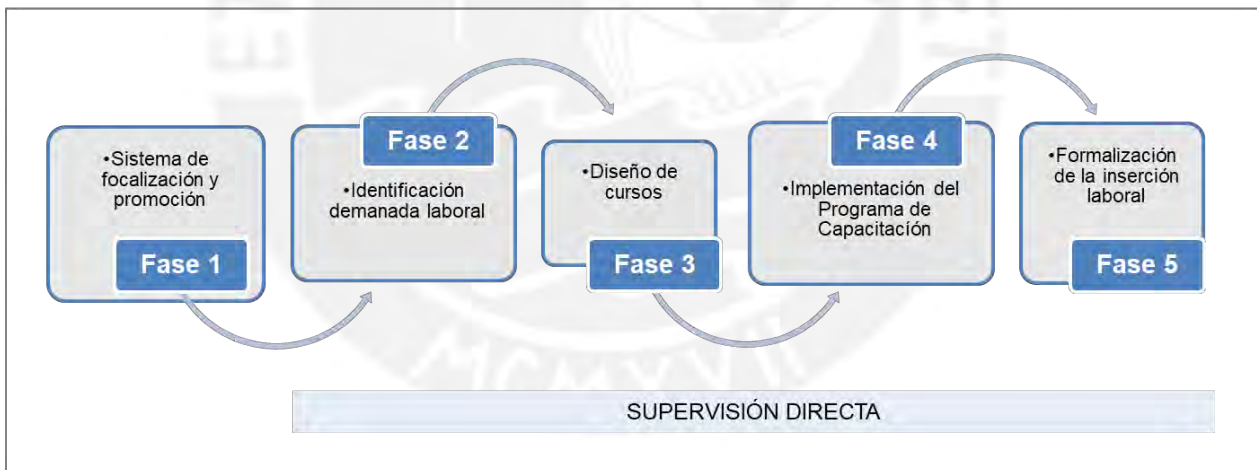 •Sistema de
focalización y
promoción
Fase 1
Fase 2
•Identificación
demanada laboral
•Diseño de
cursos
Fase 3
Fase 4
•Implementación del
Programa de
Capacitación
•Formalización
de la inserción
laboral
Fase 5
MCMXVII
SUPERVISIÓN DIRECTA